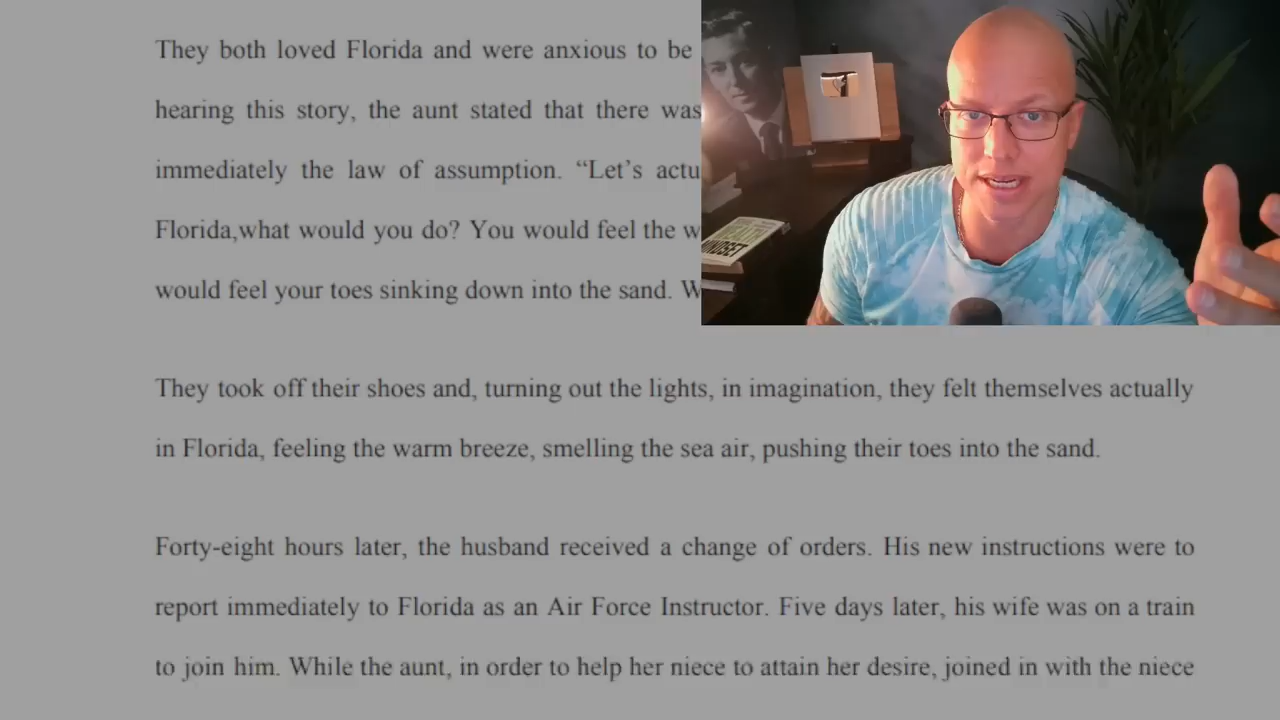 They both loved Florida and were anxious to be
hearing this story, the aunt stated that there was
immediately the law of assumption. “Let’s actu
Florida,what would you do? You would feel the w
would feel your toes sinking down into the sand. W
MINDSET
They took off their shoes and, turning out the lights, in imagination, they felt themselves actually
in Florida, feeling the warm breeze, smelling the sea air, pushing their toes into the sand.
Forty-eight hours later, the husband received a change of orders. His new instructions were to
report immediately to Florida as an Air Force Instructor. Five days later, his wife was on a train
to join him. While the aunt, in order to help her niece to attain her desire, joined in with the niece